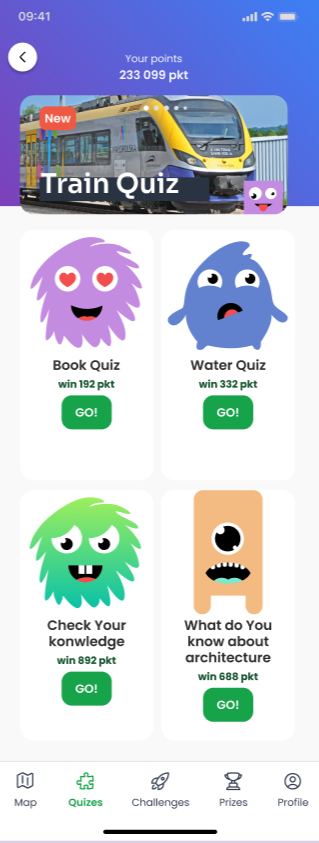 09:41
Your points
233 099 pkt
New
Train Quiz
Book Quiz
win 192 pkt
GO!
Water Quiz
win 332 pkt
GO!
Check Your
konwledge
win 892 pkt
GO!
What do You
know about
architecture
win 688 pkt
GO!
Map
Quizes
Challenges
Prizes
Profile